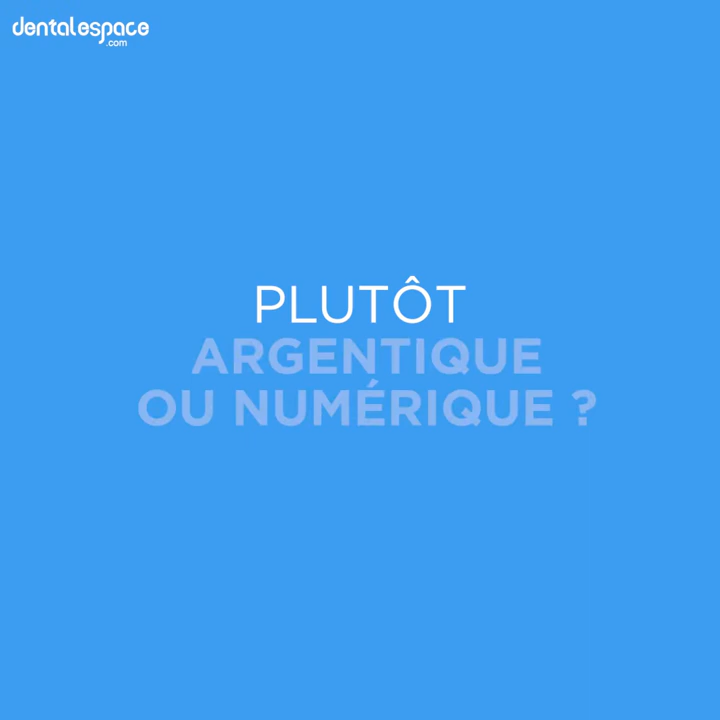 dentalespace
.com
PLUTÔT
ARGENTIQUE
OU NUMÉRIQUE ?